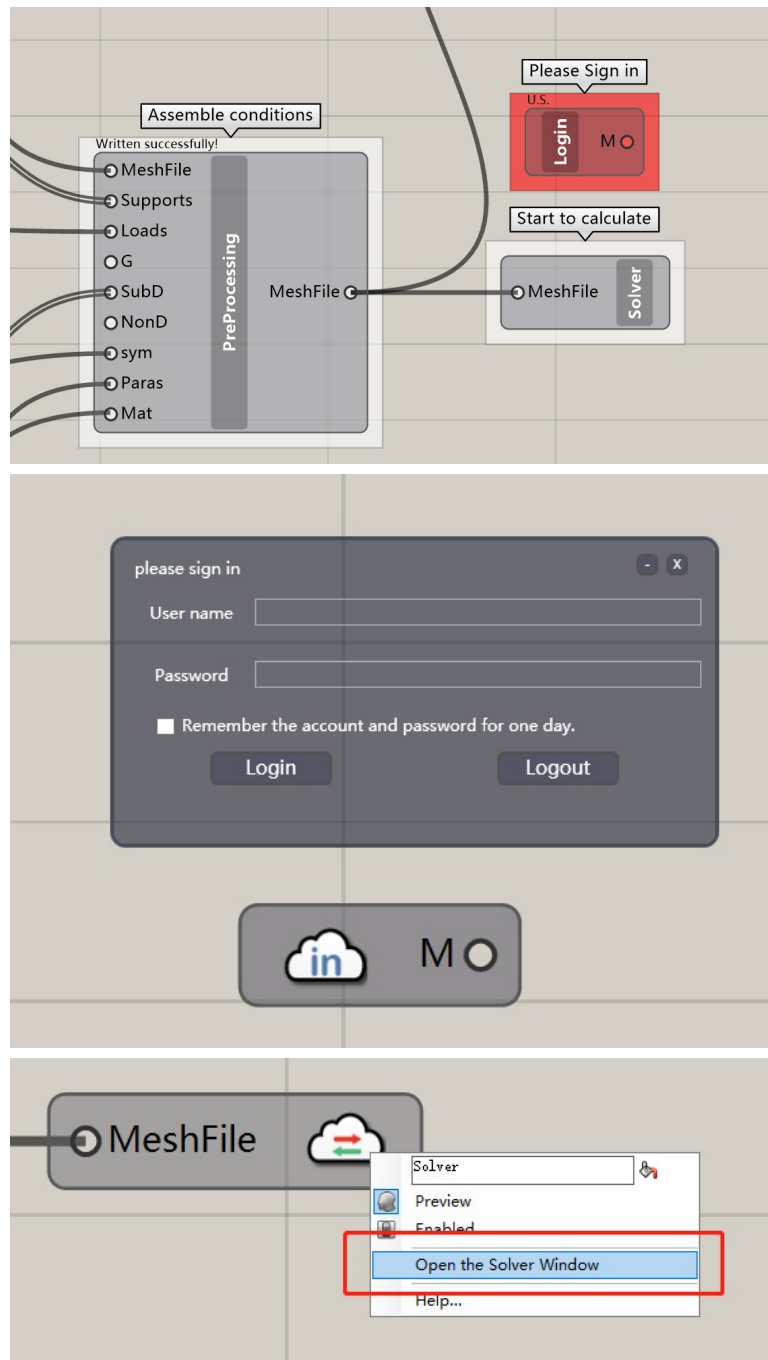 Please Sign in
U.S.
Login
M
Assemble conditions
Written successfully!
MeshFile
Supports
Loads
G
SubD
NonD
sym
Paras
Mat
PreProcessing
MeshFile
Start to calculate
MeshFile
Solver
please sign in
- X
User name
Password
Remember the account and password for one day.
Login Logout
in M
MeshFile
Solver
Preview
Enabled
Open the Solver Window
Help...